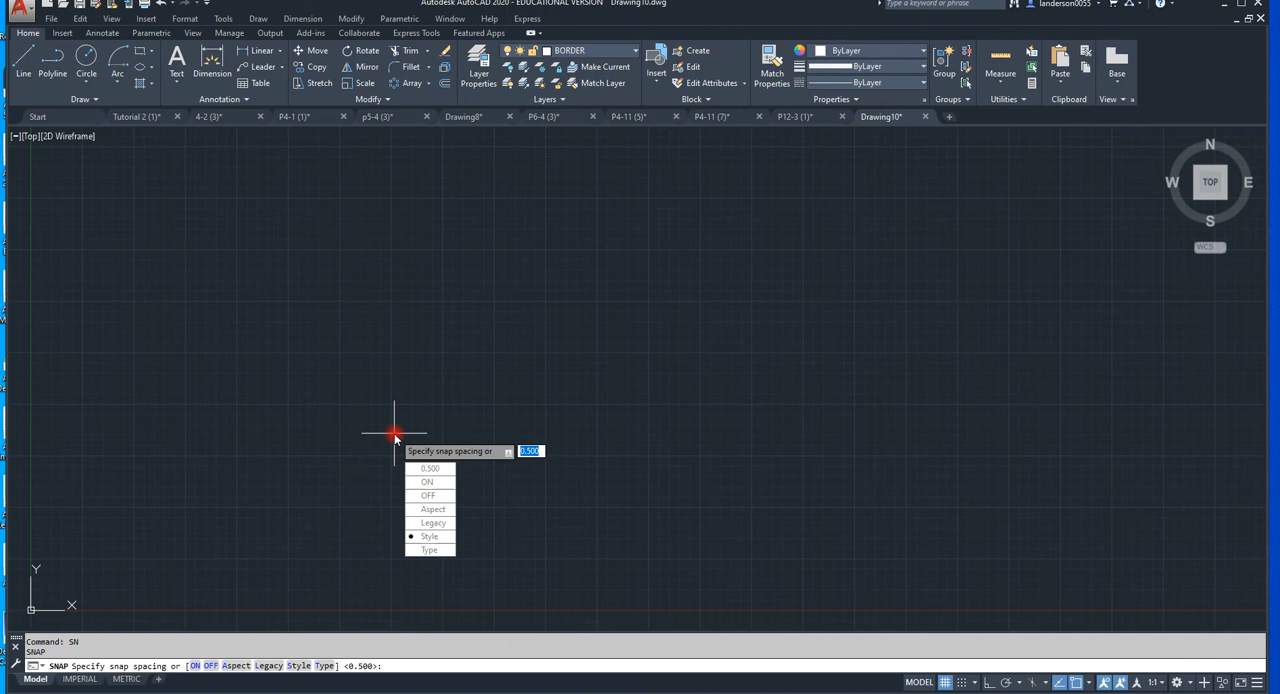 Autodesk AutoCAD 2020 - EDUCATIONAL VERSION Drawing10.dwg
Type a keyword or phrase
landerson0055
File Edit View Insert Format Tools Draw Dimension Modify Parametric Window Help Express
Home Insert Annotate Parametric View Manage Output Add-ins Collaborate Express Tools Featured Apps
Line Polyline Circle Arc
Draw
Text Dimension
Linear
Leader
Table
Annotation
Move Rotate Trim
Copy Mirror Fillet
Stretch Scale Array
Modify
Layer Properties
BORDER
Make Current
Match Layer
Layers
Insert
Create
Edit
Edit Attributes
Block
Match Properties
ByLayer
ByLayer
ByLayer
Properties
Group
Groups
Measure
Utilities
Paste
Clipboard
Base
View
Start Tutorial 2 (1)* 4-2 (3)* P4-1 (1)* p5-4 (3)* Drawing8* P6-4 (3)* P4-11 (5)* P4-11 (7)* P12-3 (1)* Drawing10*
[−][Top][2D Wireframe]
N
W TOP E
S
WCS
Specify snap spacing or 0.500
0.500
ON
OFF
Aspect
Legacy
Style
Type
Y
X
Command: SN
SNAP
SNAP Specify snap spacing or [ON OFF Aspect Legacy Style Type] <0.500>:
Model IMPERIAL METRIC +
MODEL 1:1